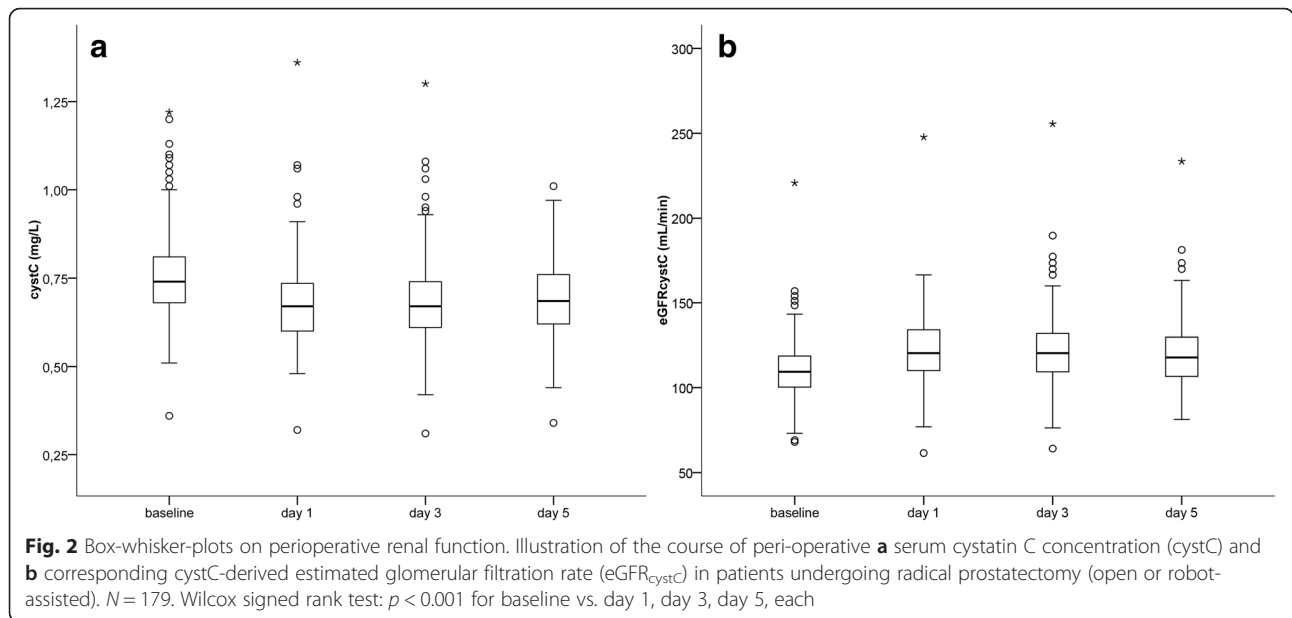 a
cystC (mg/L)
1,25
1,00
0,75
0,50
0,25
baseline day 1 day 3 day 5
b
eGFRcystC (mL/min)
300
250
200
150
100
50
baseline day 1 day 3 day 5
Fig. 2 Box-whisker-plots on perioperative renal function. Illustration of the course of peri-operative a serum cystatin C concentration (cystC) and
b corresponding cystC-derived estimated glomerular filtration rate (eGFRcystC) in patients undergoing radical prostatectomy (open or robot-
assisted). N = 179. Wilcox signed rank test: p < 0.001 for baseline vs. day 1, day 3, day 5, each